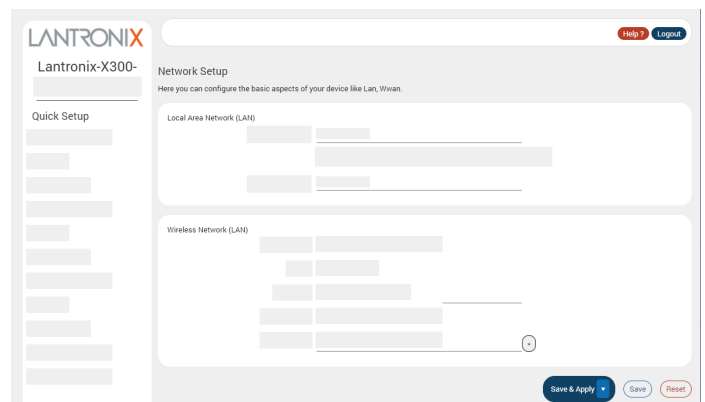 LANTRONIX
Help ?
Logout
Lantronix-X300-
Network Setup
Here you can configure the basic aspects of your device like Lan, Wwan.
Quick Setup
Local Area Network (LAN)
Wireless Network (LAN)
Save & Apply
Save
Reset